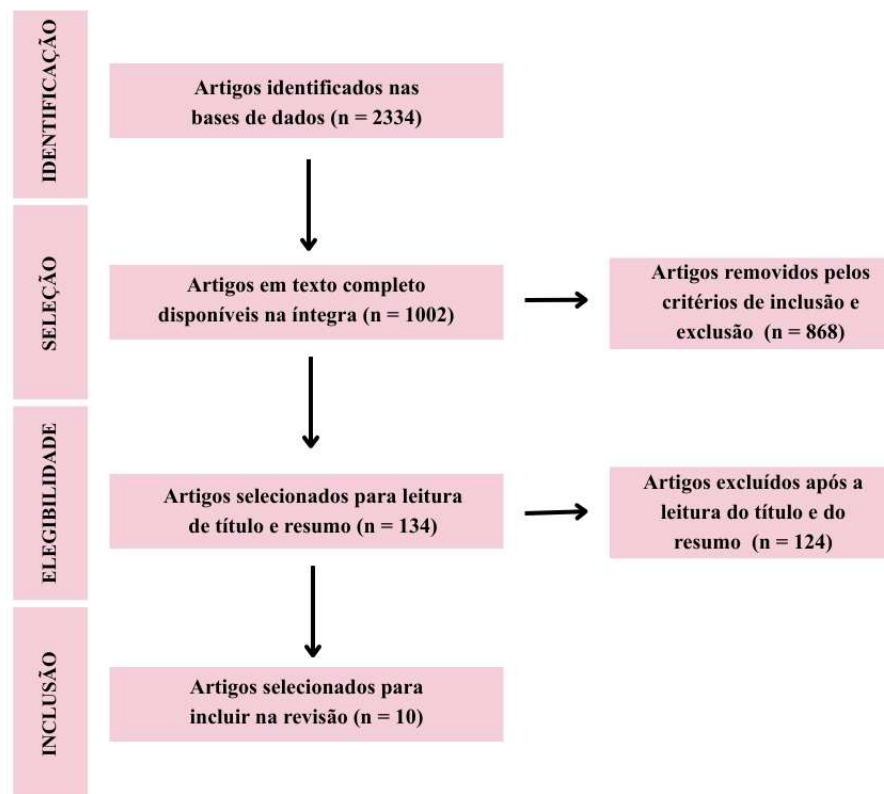 IDENTIFICAÇÃO
Artigos identificados nas
bases de dados (n = 2334)
SELEÇÃO
Artigos em texto completo
disponíveis na íntegra (n = 1002)
Artigos removidos pelos
critérios de inclusão e
exclusão (n = 868)
ELEGIBILIDADE
Artigos selecionados para leitura
de título e resumo (n = 134)
Artigos excluídos após a
leitura do título e do
resumo (n = 124)
INCLUSÃO
Artigos selecionados para
incluir na revisão (n = 10)